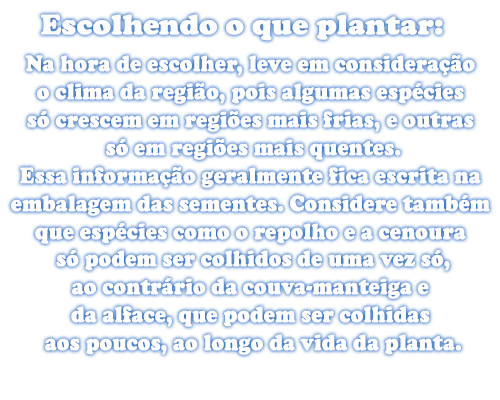 Escolhendo o que plantar:
Na hora de escolher, leve em consideração
o clima da região, pois algumas espécies
só crescem em regiões mais frias, e outras
só em regiões mais quentes.
Essa informação geralmente fica escrita na
embalagem das sementes. Considere também
que espécies como o repolho e a cenoura
só podem ser colhidos de uma vez só,
ao contrário da couva-manteiga e
da alface, que podem ser colhidas
aos poucos, ao longo da vida da planta.